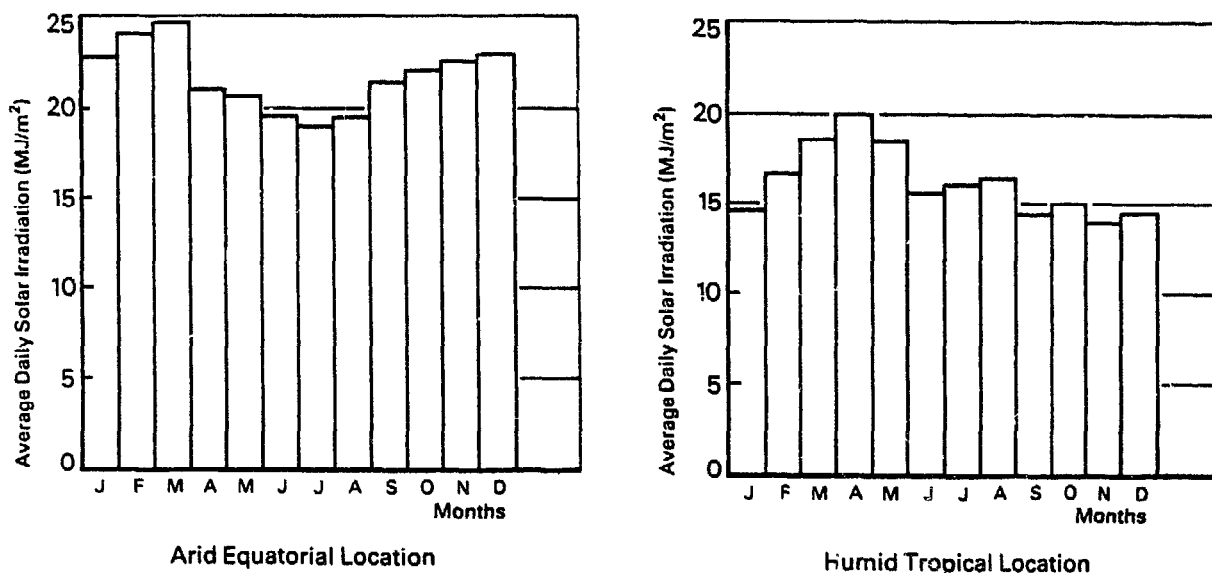 Average Daily Solar Irradiation (MJ/m²)
25
20
15
10
5
0
J F M A M J J A S O N D
Months
Arid Equatorial Location
Average Daily Solar Irradiation (MJ/m²)
25
20
15
10
5
0
J F M A M J J A S O N D
Months
Humid Tropical Location